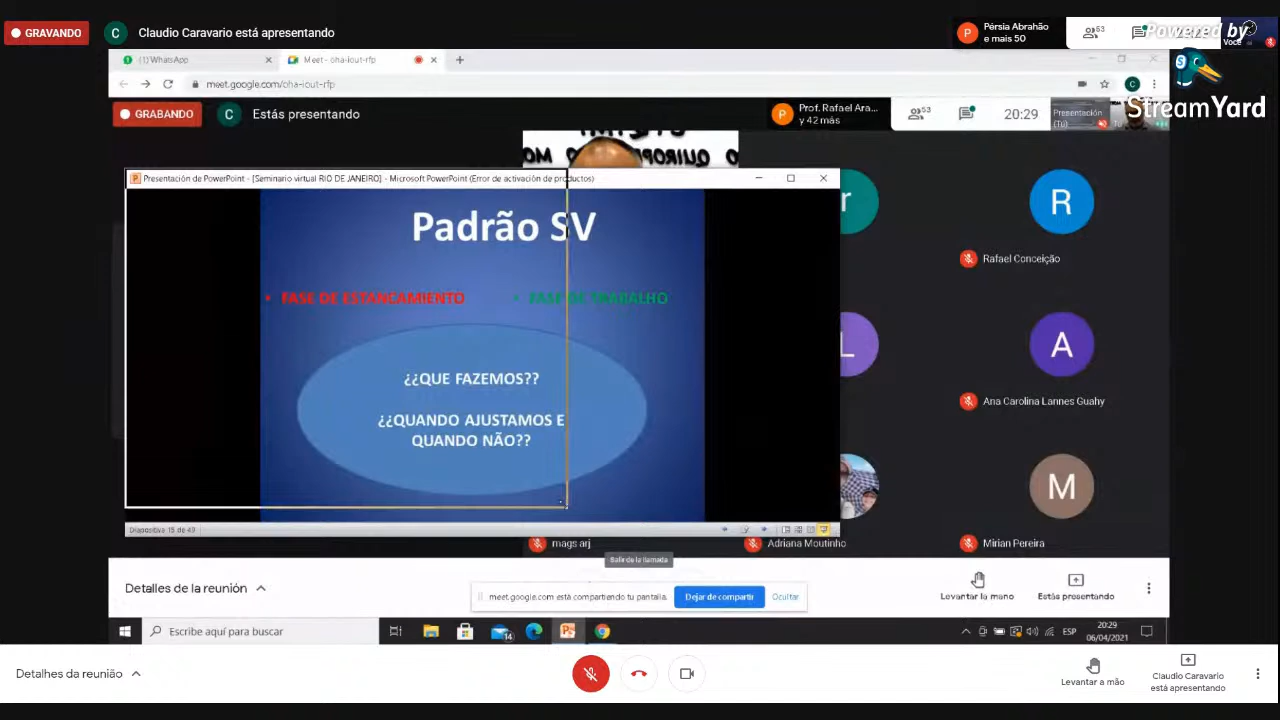 GRAVANDO
C
Claudio Caravario está apresentando
P
Pérsia Abrahão
e mais 50
53
Powered by
Você
StreamYard
(1) WhatsApp
Meet - oha-iout-rfp
meet.google.com/oha-iout-rfp
C
GRABANDO
C
Estás presentando
P
Prof. Rafael Ara...
y 42 más
53
20:29
Presentación
(Tú)
Presentación de PowerPoint - [Seminario virtual RIO DE JANEIRO] - Microsoft PowerPoint (Error de activación de productos)
Padrão SV
• FASE DE ESTANCAMIENTO
• FASE DE TRABALHO
¿¿QUE FAZEMOS??
¿¿QUANDO AJUSTAMOS E
QUANDO NÃO??
Diapositiva 15 de 49
r
R
Rafael Conceição
L
A
Ana Carolina Lannes Guahy
M
mags arj
Adriana Moutinho
Mirian Pereira
Salir de la llamada
Detalles de la reunión
meet.google.com está compartiendo tu pantalla.
Dejar de compartir
Ocultar
Levantar la mano
Estás presentando
Escribe aquí para buscar
14
ESP
20:29
06/04/2021
Detalhes da reunião
Levantar a mão
Claudio Caravario
está apresentando